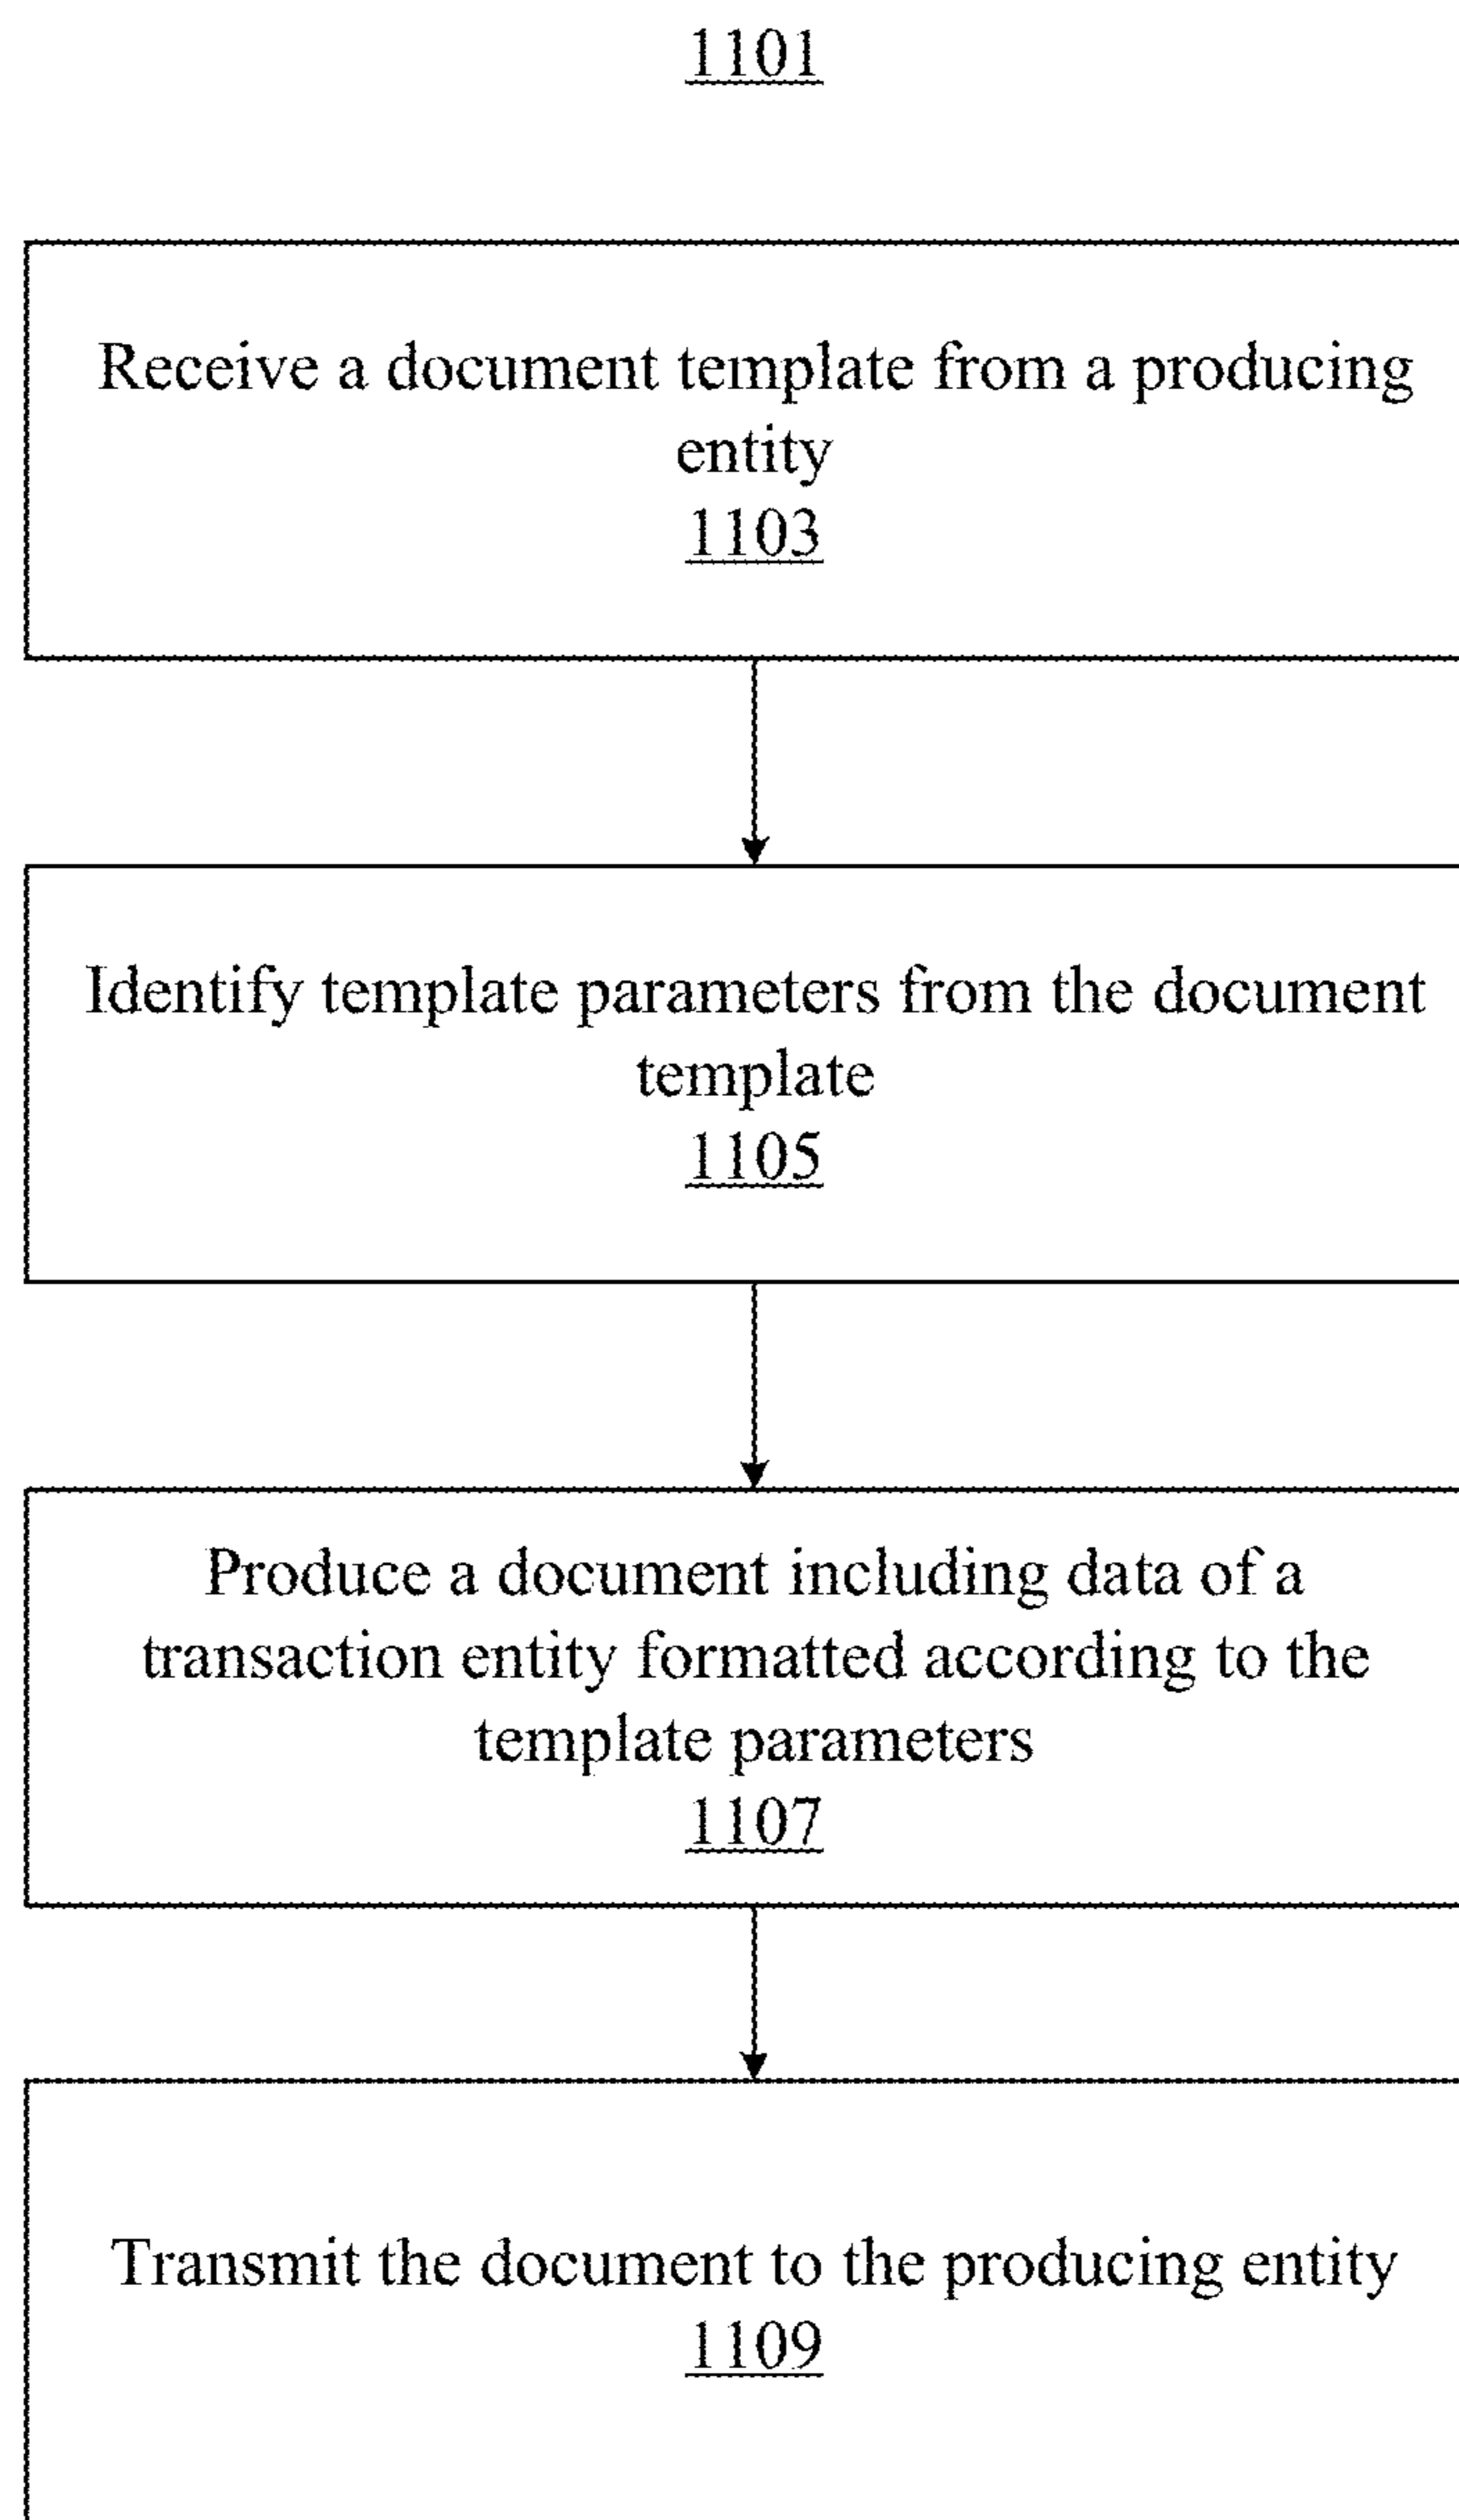 1101
Receive a document template from a producing
entity
1103
Identify template parameters from the document
template
1105
Produce a document including data of a
transaction entity formatted according to the
template parameters
1107
Transmit the document to the producing entity
1109